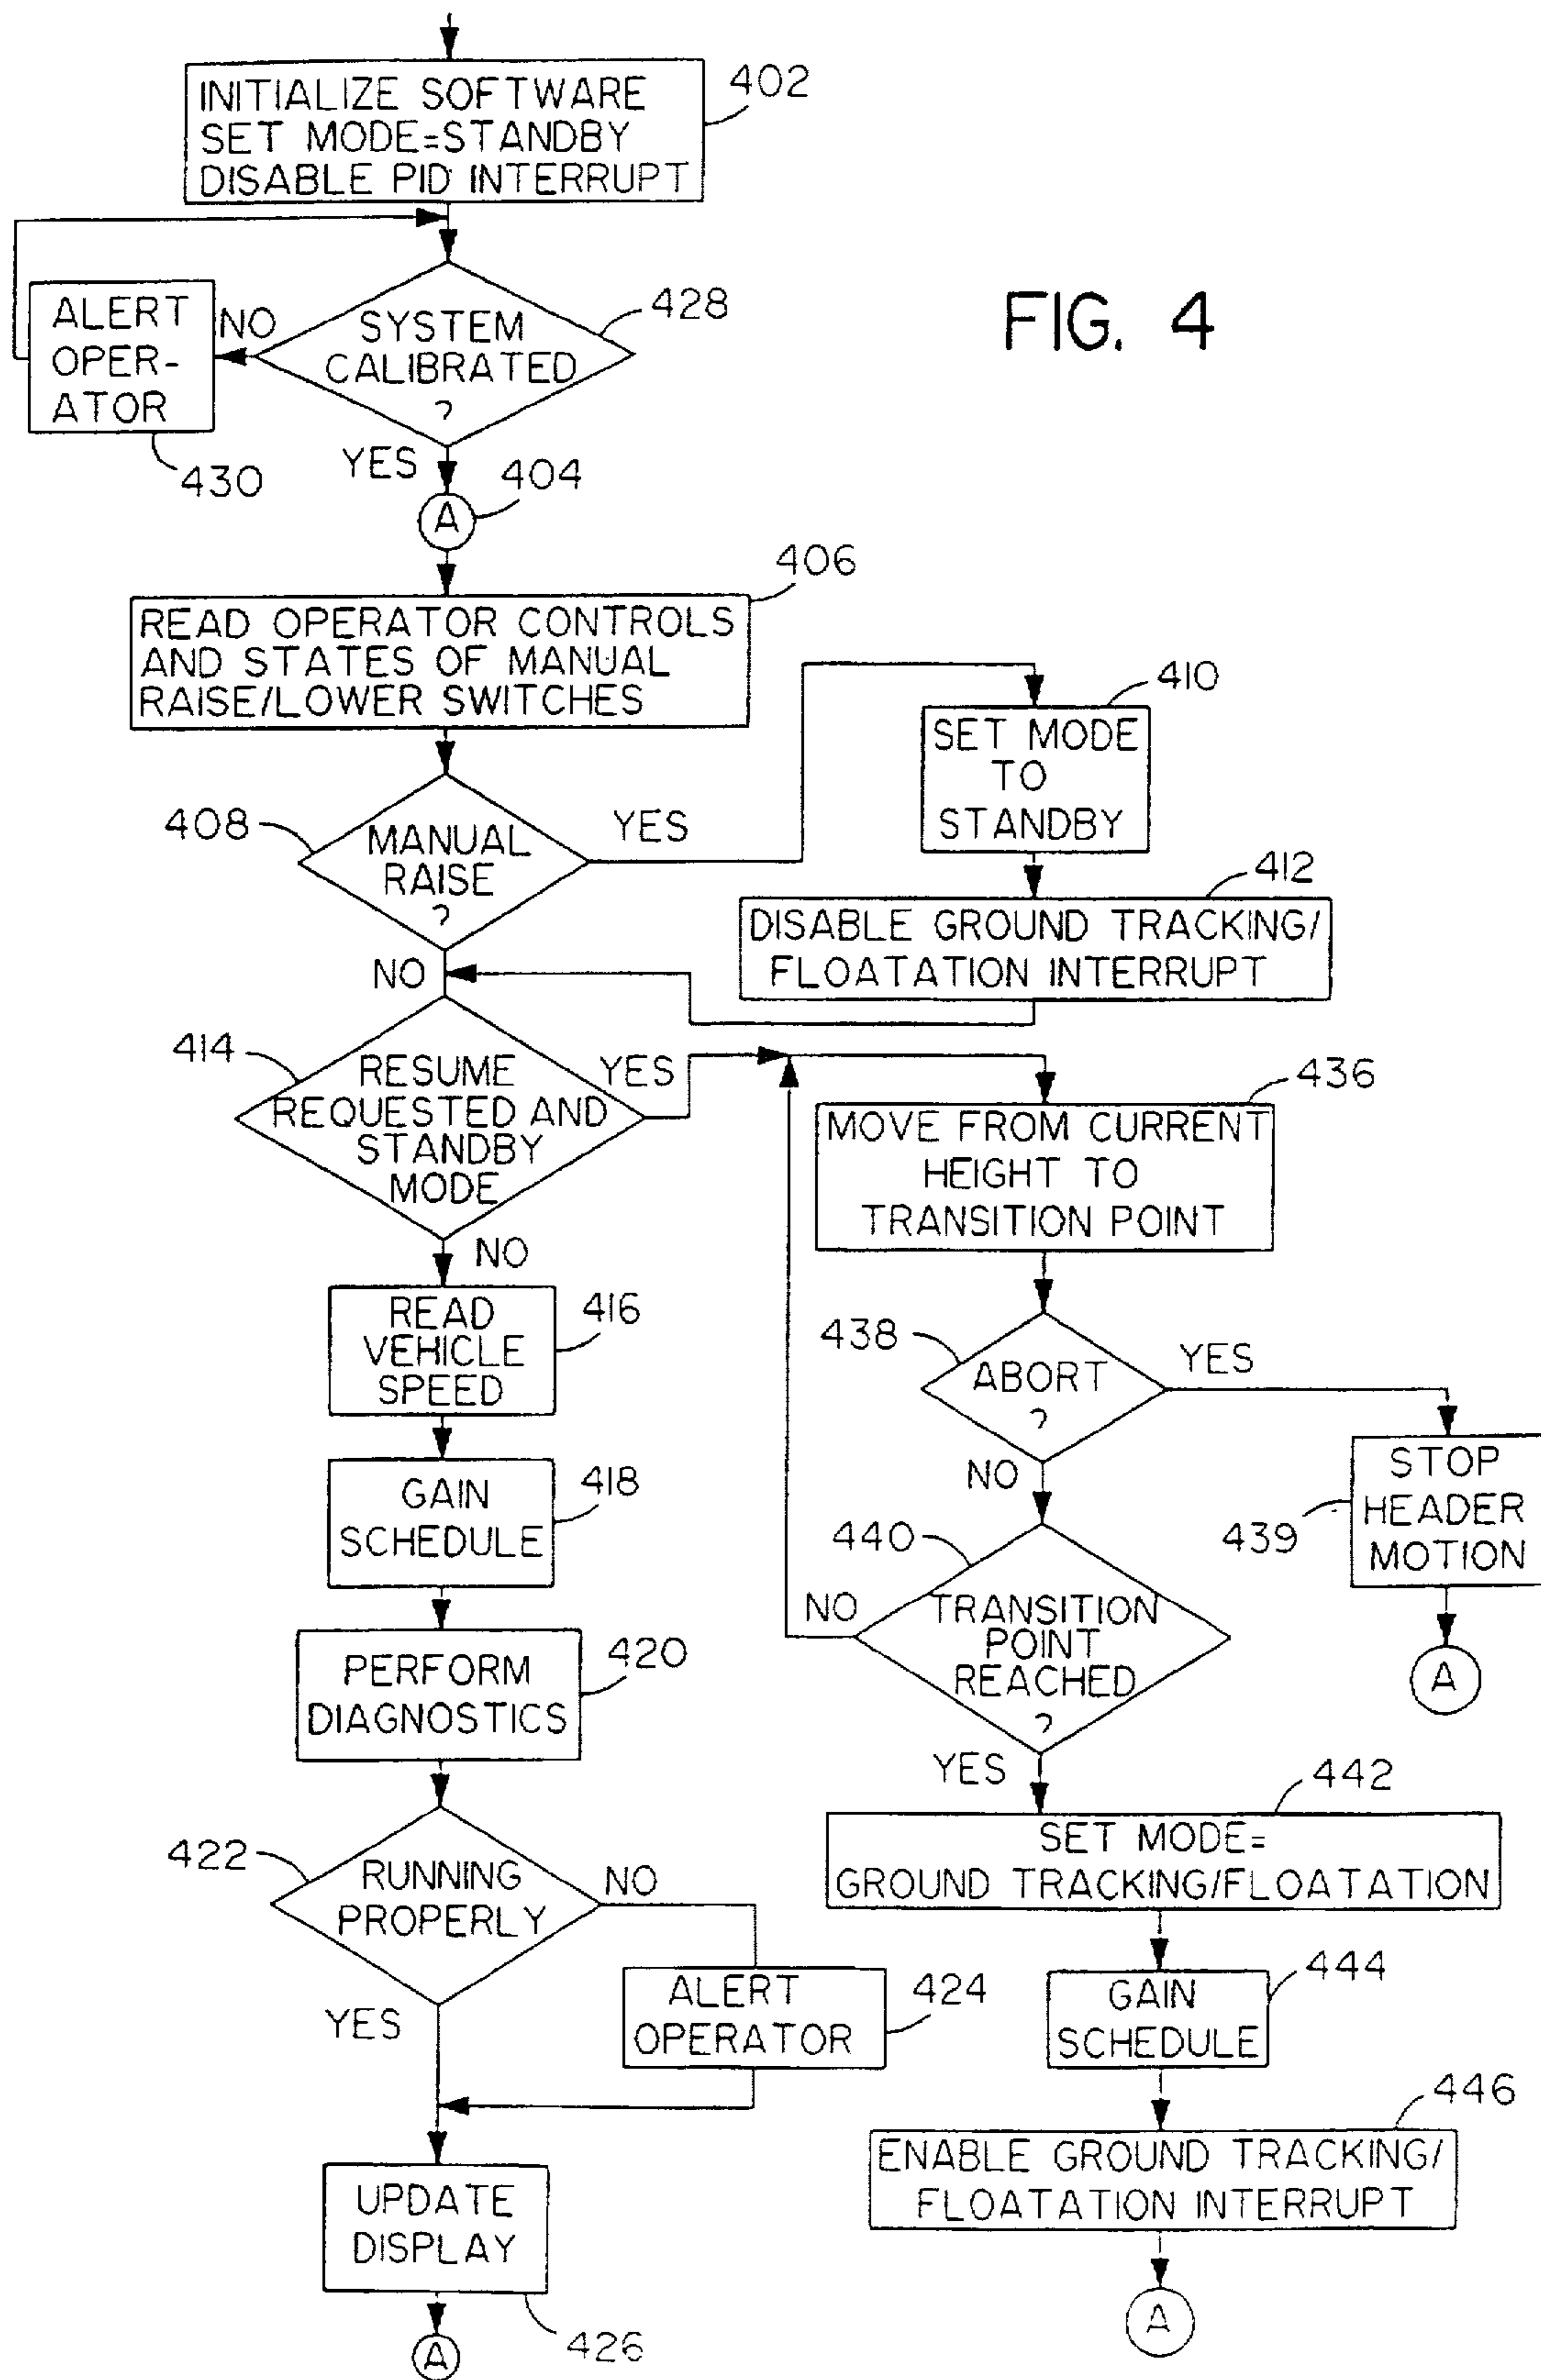 INITIALIZE SOFTWARE
SET MODE=STANDBY
DISABLE PID INTERRUPT
402
FIG. 4
ALERT
OPER-
ATOR
430
NO
SYSTEM
CALIBRATED
?
428
YES
A
404
406
READ OPERATOR CONTROLS
AND STATES OF MANUAL
RAISE/LOWER SWITCHES
408
MANUAL
RAISE
?
YES
NO
410
SET MODE
TO
STANDBY
412
DISABLE GROUND TRACKING/
FLOATATION INTERRUPT
414
RESUME
REQUESTED AND
STANDBY
MODE
YES
NO
436
MOVE FROM CURRENT
HEIGHT TO
TRANSITION POINT
READ
VEHICLE
SPEED
416
438
ABORT
?
YES
NO
STOP
HEADER
MOTION
439
A
GAIN
SCHEDULE
418
440
TRANSITION
POINT
REACHED
?
NO
YES
PERFORM
DIAGNOSTICS
420
442
SET MODE=
GROUND TRACKING/FLOATATION
422
RUNNING
PROPERLY
NO
YES
ALERT
OPERATOR
424
GAIN
SCHEDULE
444
446
ENABLE GROUND TRACKING/
FLOATATION INTERRUPT
A
UPDATE
DISPLAY
426
A